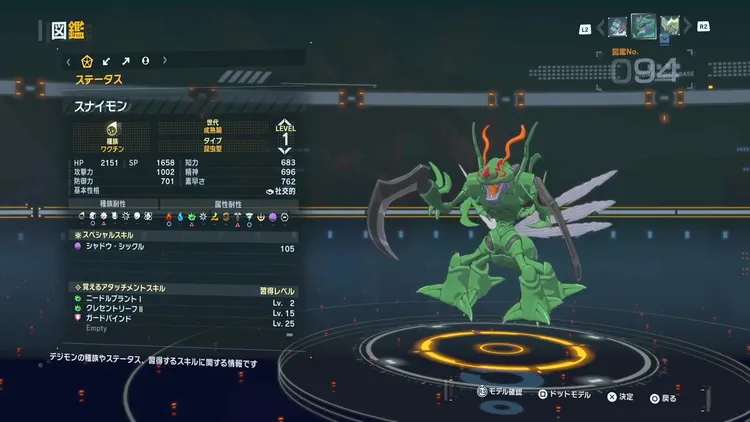 図鑑
L2
R2
図鑑No.
094
ステータス
スナイモン
種族
ワクチン
世代
成熟期
タイプ
昆虫型
LEVEL
1
HP 2151 SP 1658 知力 683
攻撃力 1002 精神 696
防御力 701 素早さ 762
基本性格 社交的
種族耐性 属性耐性
スペシャルスキル
シャドウ・シックル 105
覚えるアタッチメントスキル 習得レベル
ニードルプラントⅠ Lv. 2
クレセントリーフⅡ Lv. 15
ガードバインド Lv. 25
Empty
デジモンの種族やステータス、習得するスキルに関する情報です
モデル確認 ドットモデル 決定 戻る